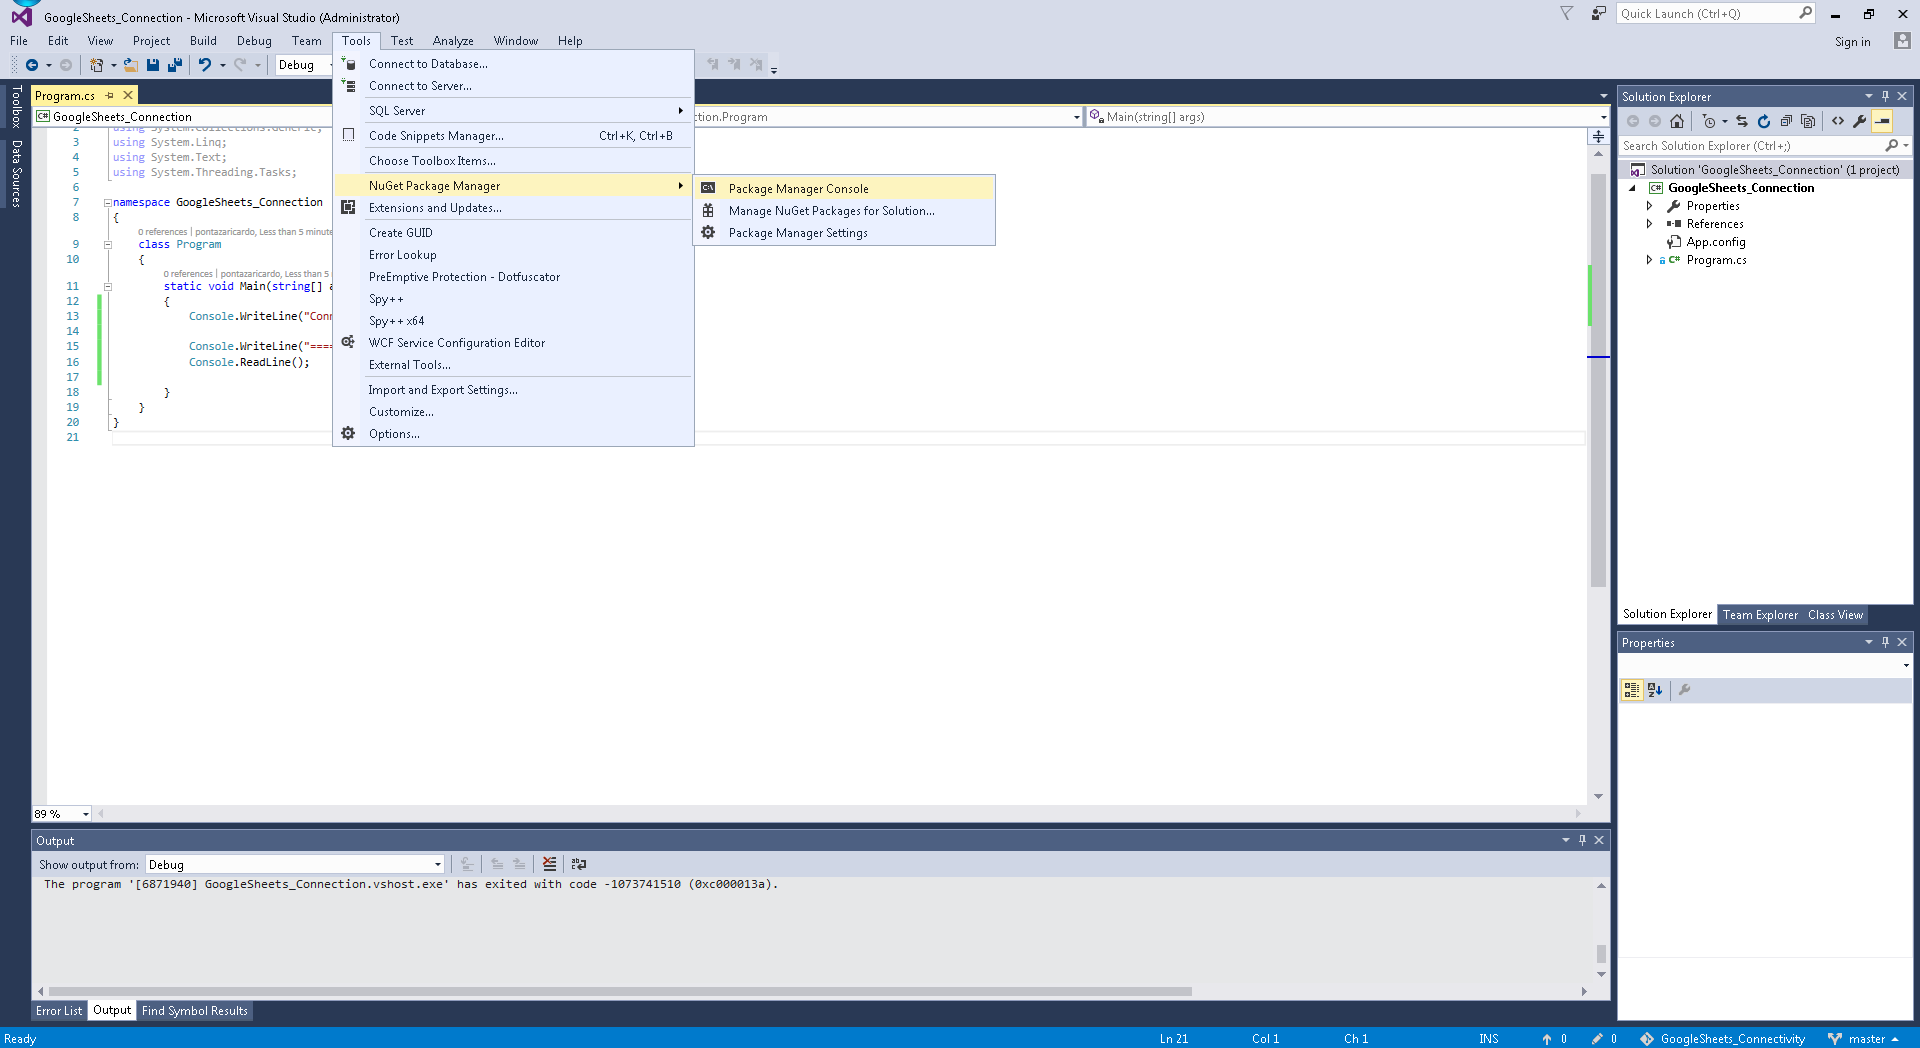 GoogleSheets_Connection - Microsoft Visual Studio (Administrator)
Quick Launch (Ctrl+Q)
File Edit View Project Build Debug Team Tools Test Analyze Window Help
Sign in
Debug
Toolbox
Data Sources
Program.cs
GoogleSheets_Connection
ction.Program
Main(string[] args)
2 using System.Collections.Generic;
3 using System.Linq;
4 using System.Text;
5 using System.Threading.Tasks;
6
7 namespace GoogleSheets_Connection
8 {
0 references | pontazaricardo, Less than 5 minute
9 class Program
10 {
0 references | pontazaricardo, Less than 5
11 static void Main(string[] a
12 {
13 Console.WriteLine("Conn
14
15 Console.WriteLine("====
16 Console.ReadLine();
17
18 }
19 }
20 }
21
Connect to Database...
Connect to Server...
SQL Server
Code Snippets Manager... Ctrl+K, Ctrl+B
Choose Toolbox Items...
NuGet Package Manager
Extensions and Updates...
Create GUID
Error Lookup
PreEmptive Protection - Dotfuscator
Spy++
Spy++ x64
WCF Service Configuration Editor
External Tools...
Import and Export Settings...
Customize...
Options...
Package Manager Console
Manage NuGet Packages for Solution...
Package Manager Settings
Solution Explorer
Search Solution Explorer (Ctrl+;)
Solution 'GoogleSheets_Connection' (1 project)
C# GoogleSheets_Connection
Properties
References
App.config
C# Program.cs
Solution Explorer Team Explorer Class View
Properties
89 %
Output
Show output from: Debug
The program '[6871940] GoogleSheets_Connection.vshost.exe' has exited with code -1073741510 (0xc000013a).
Error List Output Find Symbol Results
Ready Ln 21 Col 1 Ch 1 INS 0 0 GoogleSheets_Connectivity master